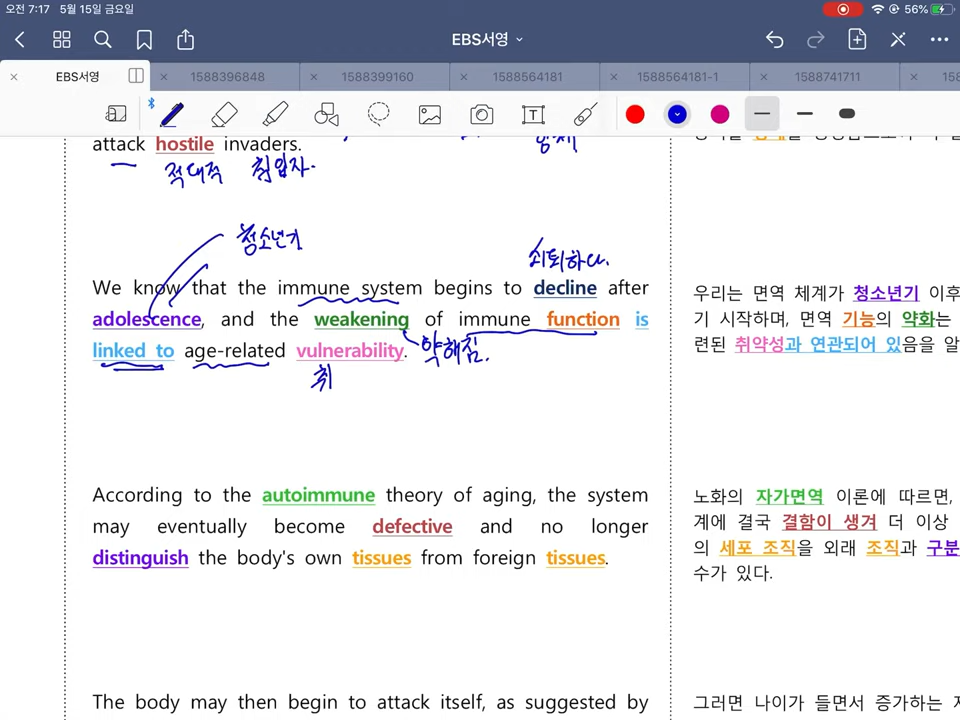 오전 7:17 5월 15일 금요일
56%
EBS서영
EBS서영
1588396848
1588399160
1588564181
1588564181-1
1588741711
158
attack hostile invaders.
적대적 침입자.
청소년기
쇠퇴하다.
We know that the immune system begins to decline after
adolescence, and the weakening of immune function is
linked to age-related vulnerability.
약해짐.
취
According to the autoimmune theory of aging, the system
may eventually become defective and no longer
distinguish the body's own tissues from foreign tissues.
The body may then begin to attack itself, as suggested by
우리는 면역 체계가 청소년기 이후
기 시작하며, 면역 기능의 약화는
련된 취약성과 연관되어 있음을 알
노화의 자가면역 이론에 따르면,
계에 결국 결함이 생겨 더 이상
의 세포 조직을 외래 조직과 구분
수가 있다.
그러면 나이가 들면서 증가하는